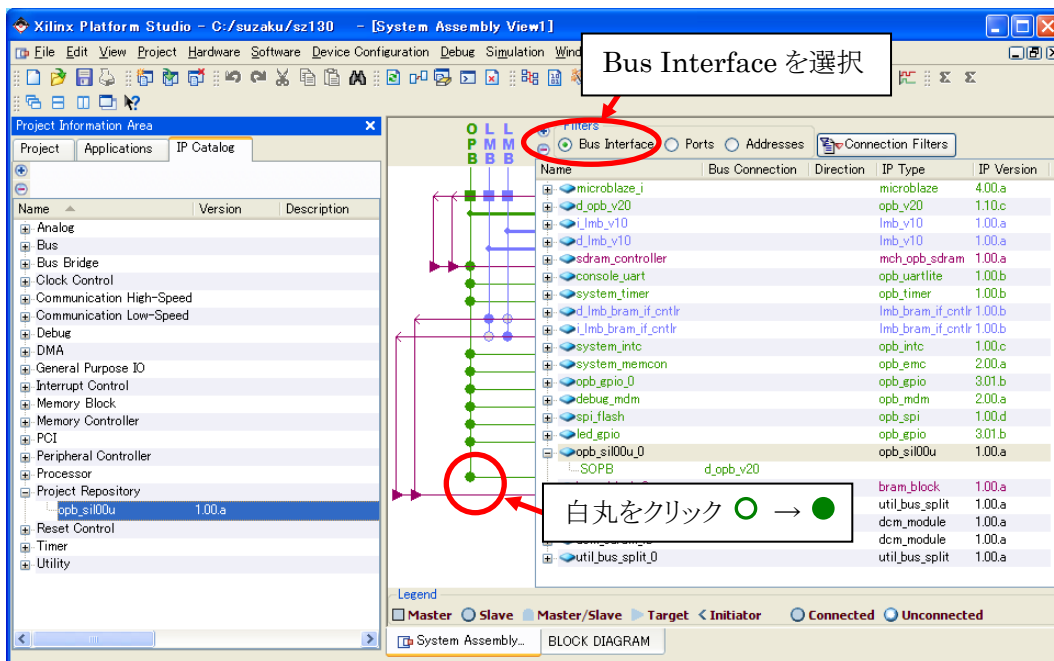 Xilinx Platform Studio - C:/suzaku/sz130 - [System Assembly View1]
File Edit View Project Hardware Software Device Configuration Debug Simulation Wind
Bus Interface を選択
Project Information Area
Project Applications IP Catalog
Name Version Description
Analog
Bus
Bus Bridge
Clock Control
Communication High-Speed
Communication Low-Speed
Debug
DMA
General Purpose IO
Interrupt Control
Memory Block
Memory Controller
PCI
Peripheral Controller
Processor
Project Repository
opb_sil00u 1.00.a
Reset Control
Timer
Utility
OPB LMB LMB
Filters
Bus Interface Ports Addresses Connection Filters
Name Bus Connection Direction IP Type IP Version
microblaze_i microblaze 4.00.a
d_opb_v20 opb_v20 1.10.c
i_lmb_v10 lmb_v10 1.00.a
d_lmb_v10 lmb_v10 1.00.a
sdram_controller mch_opb_sdram 1.00.a
console_uart opb_uartlite 1.00.b
system_timer opb_timer 1.00.b
d_lmb_bram_if_cntlr lmb_bram_if_cntlr 1.00.b
i_lmb_bram_if_cntlr lmb_bram_if_cntlr 1.00.b
system_intc opb_intc 1.00.c
system_memcon opb_emc 2.00.a
opb_gpio_0 opb_gpio 3.01.b
debug_mdm opb_mdm 2.00.a
spi_flash opb_spi 1.00.d
led_gpio opb_gpio 3.01.b
opb_sil00u_0 opb_sil00u 1.00.a
SOPB d_opb_v20
bram_block 1.00.a
util_bus_split 1.00.a
dcm_module 1.00.a
dcm_module 1.00.a
util_bus_split_0 util_bus_split 1.00.a
白丸をクリック ○ → ●
Legend
Master Slave Master/Slave Target Initiator Connected Unconnected
System Assembly... BLOCK DIAGRAM